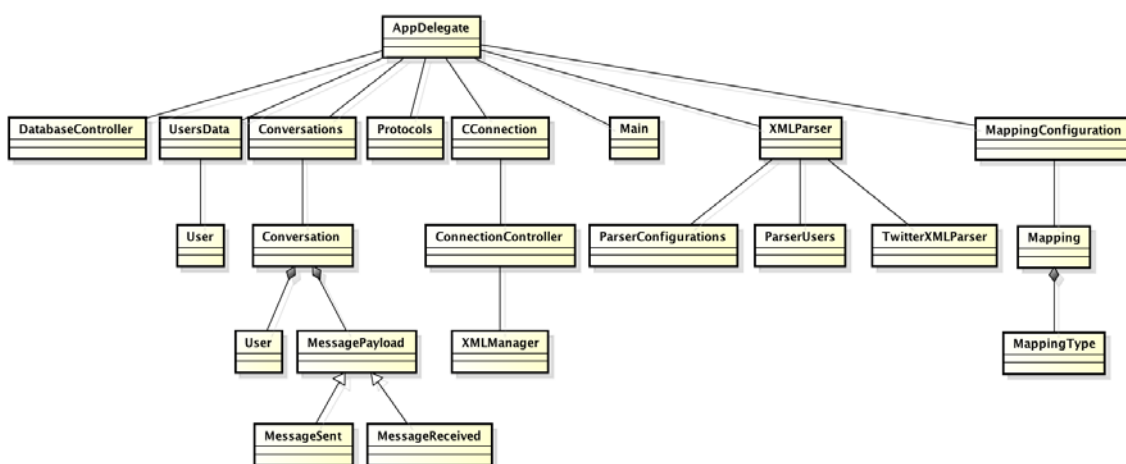 AppDelegate
DatabaseController
UsersData
Conversations
Protocols
CConnection
Main
XMLParser
MappingConfiguration
User
Conversation
ConnectionController
ParserConfigurations
ParserUsers
TwitterXMLParser
Mapping
User
MessagePayload
XMLManager
MappingType
MessageSent
MessageReceived